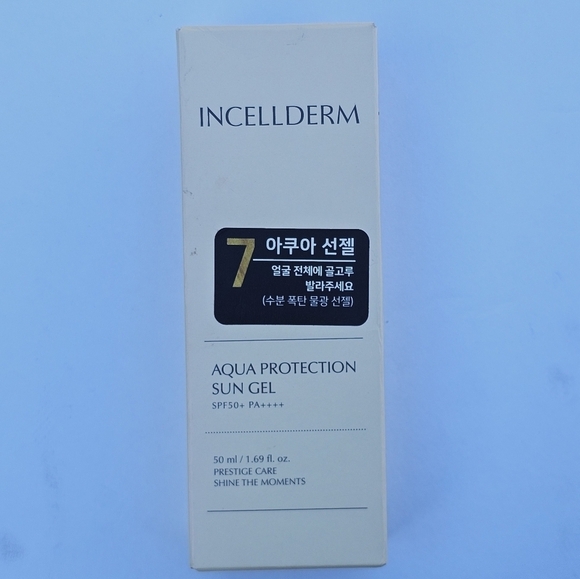 INCELLDERM
7
아쿠아 선젤
얼굴 전체에 골고루
발라주세요
(수분 폭탄 물광 선젤)
AQUA PROTECTION
SUN GEL
SPF50+ PA++++
50 ml / 1.69 fl. oz.
PRESTIGE CARE
SHINE THE MOMENTS